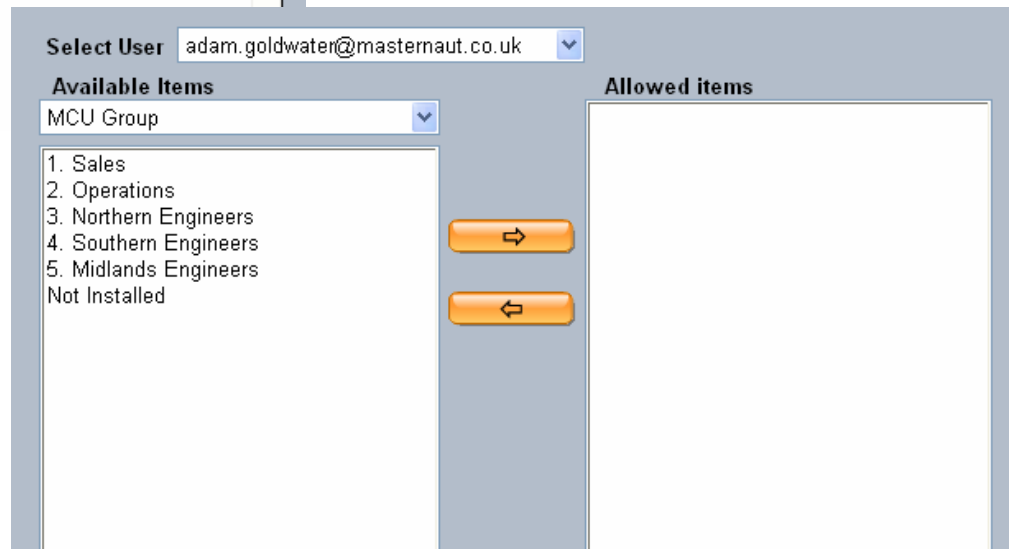 Select User adam.goldwater@masternaut.co.uk
Available Items
Allowed items
MCU Group
1. Sales
2. Operations
3. Northern Engineers
4. Southern Engineers
5. Midlands Engineers
Not Installed